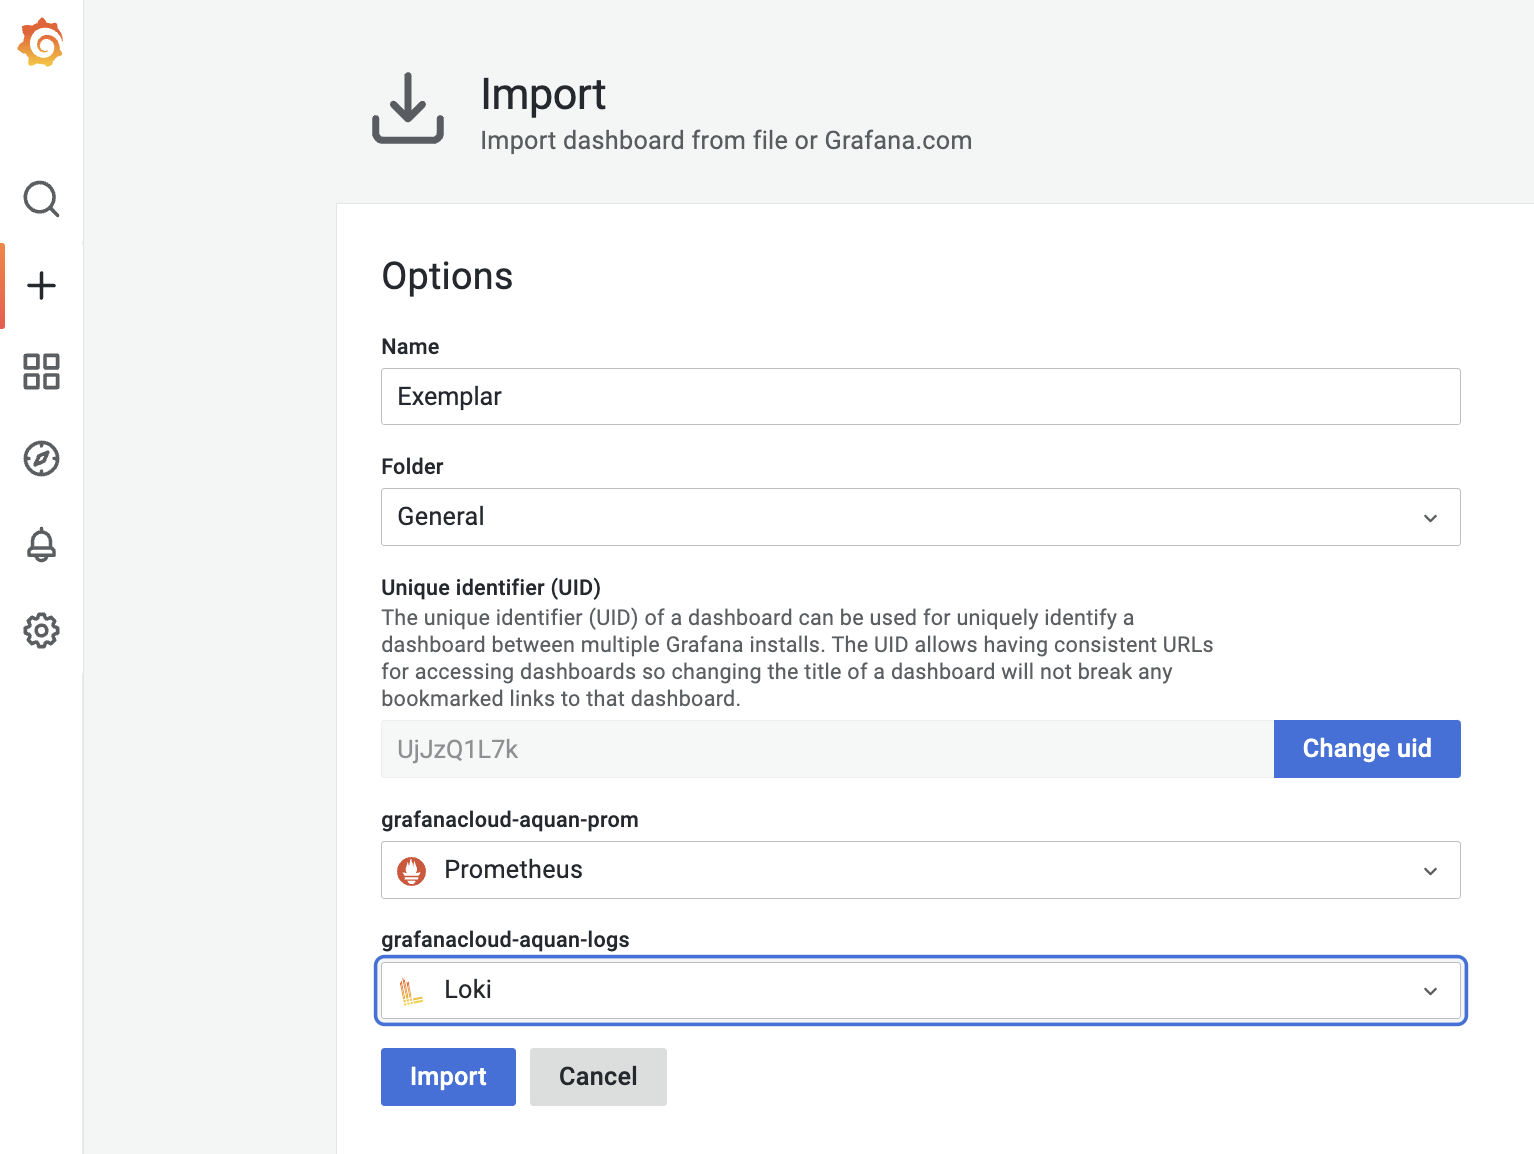 Import
Import dashboard from file or Grafana.com
Options
Name
Exemplar
Folder
General
Unique identifier (UID)
The unique identifier (UID) of a dashboard can be used for uniquely identify a
dashboard between multiple Grafana installs. The UID allows having consistent URLs
for accessing dashboards so changing the title of a dashboard will not break any
bookmarked links to that dashboard.
UjJzQ1L7k
Change uid
grafanacloud-aquan-prom
Prometheus
grafanacloud-aquan-logs
Loki
Import
Cancel